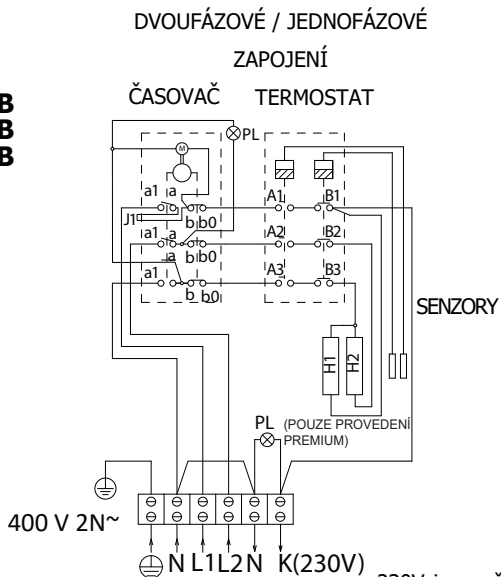 DVOUFÁZOVÉ / JEDNOFÁZOVÉ
ZAPOJENÍ
B
B
B
ČASOVAČ TERMOSTAT
PL
M
a1 a A1 B1
J1 b b0
a1 a A2 B2
b b0
a1 a A3 B3
b b0
SENZORY
H1 H2
PL (POUZE PROVEDENÍ
PREMIUM)
400 V 2N~
N L1 L2 N K(230V)